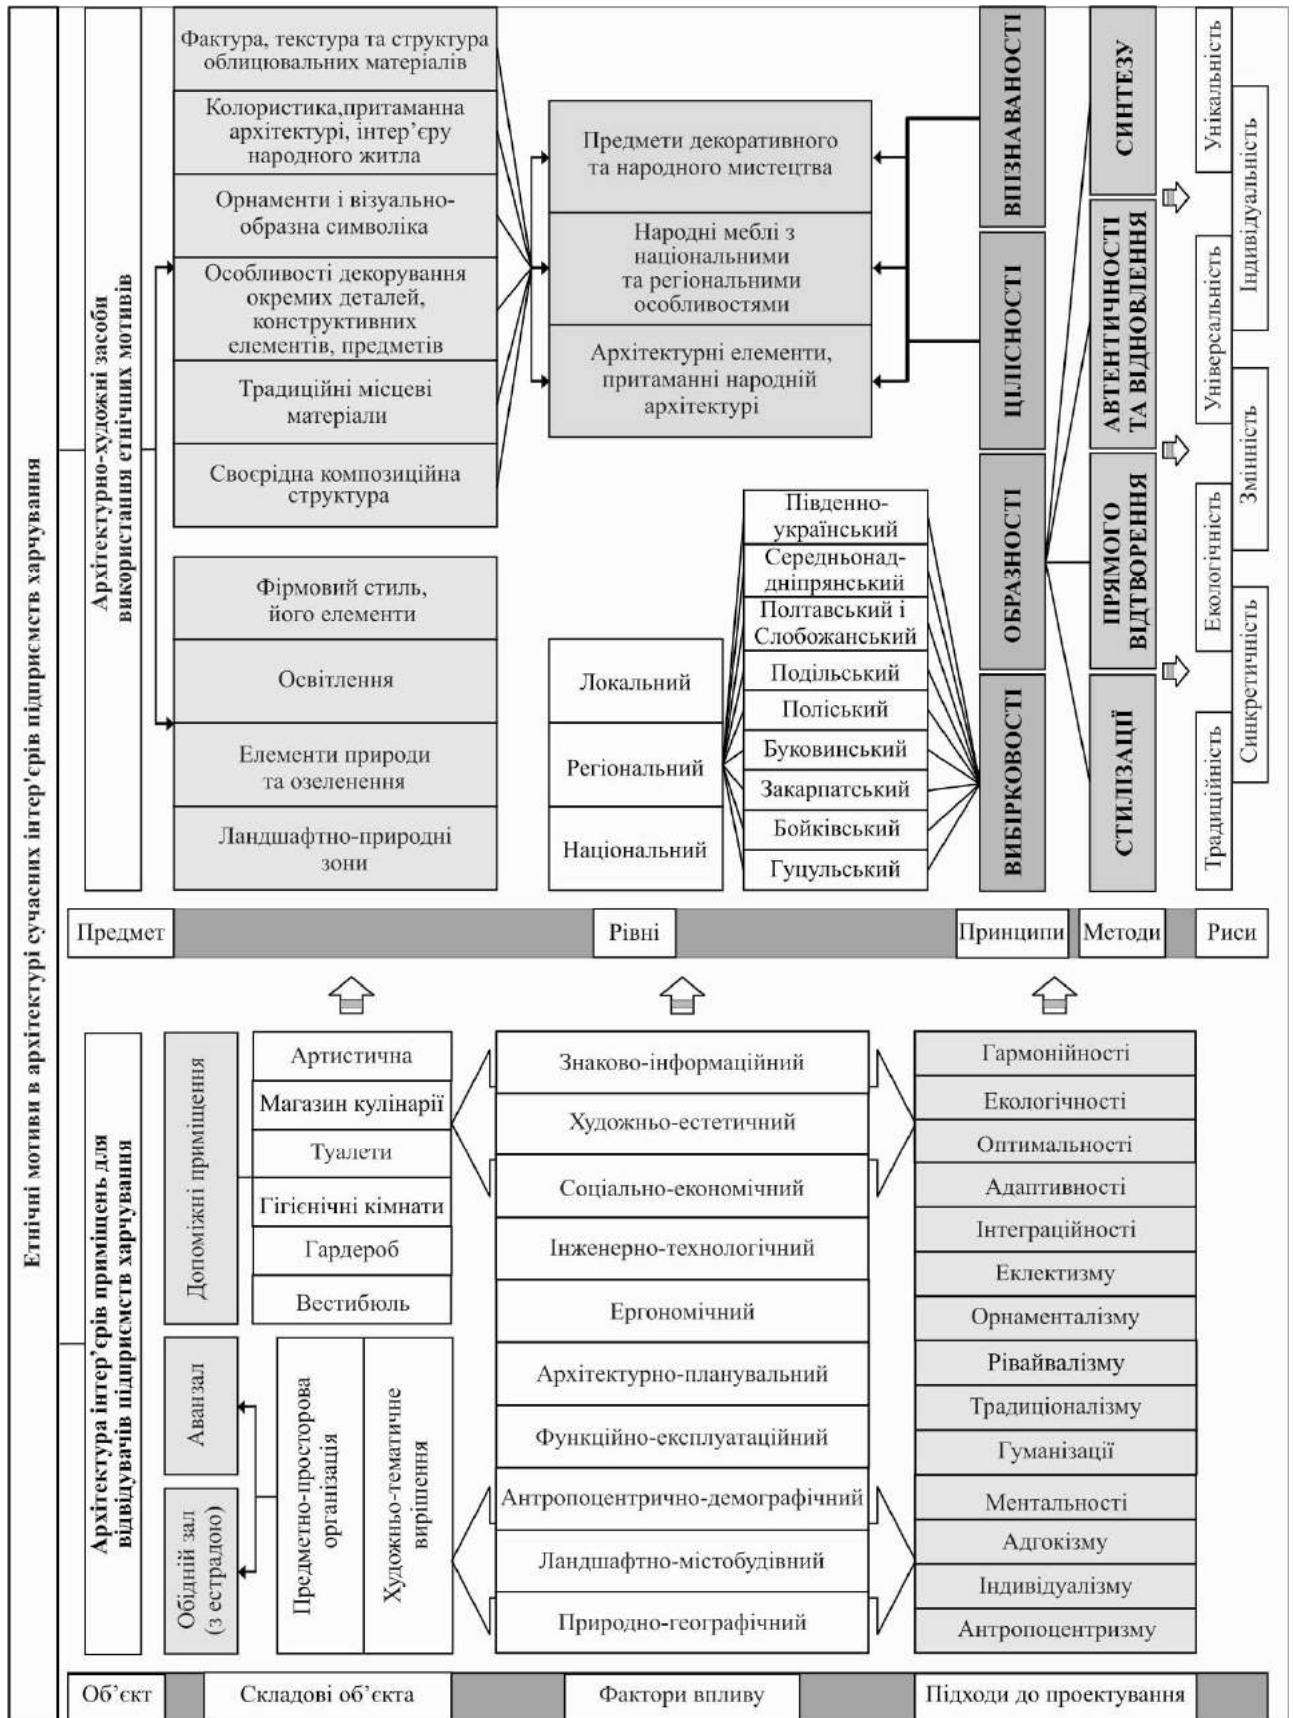 Етнічні мотиви в архітектурі сучасних інтер'єрів підприємств харчування
Архітектурно-художні засоби
використання етнічних мотивів
Фактура, текстура та структура
облицювальних матеріалів
Колористика,притаманна
архітектурі, інтер'єру
народного житла
Орнаменти і візуально-
образна символіка
Особливості декорування
окремих деталей,
конструктивних
елементів, предметів
Традиційні місцеві
матеріали
Своєрідна композиційна
структура
Фірмовий стиль,
його елементи
Освітлення
Елементи природи
та озеленення
Ландшафтно-природні
зони
Предмети декоративного
та народного мистецтва
Народні меблі з
національними
та регіональними
особливостями
Архітектурні елементи,
притаманні народній
архітектурі
Локальний
Регіональний
Національний
Південно-
український
Середньонад-
дніпрянський
Полтавський і
Слобожанський
Подільський
Поліський
Буковинський
Закарпатський
Бойківський
Гуцульський
ВПІЗНАВАНОСТІ
ЦІЛІСНОСТІ
ОБРАЗНОСТІ
ВИБІРКОВОСТІ
СИНТЕЗУ
АВТЕНТИЧНОСТІ
ТА ВІДНОВЛЕННЯ
ПРЯМОГО
ВІДТВОРЕННЯ
СТИЛІЗАЦІЇ
Унікальність
Індивідуальність
Універсальність
Змінність
Екологічність
Синкретичність
Традиційність
Предмет
Рівні
Принципи
Методи
Риси
Архітектура інтер'єрів приміщень для
відвідувачів підприємств харчування
Допоміжні приміщення
Аванзал
Обідній зал
(з естрадою)
Артистична
Магазин кулінарії
Туалети
Гігієнічні кімнати
Гардероб
Вестибюль
Предметно-просторова
організація
Художньо-тематичне
вирішення
Знаково-інформаційний
Художньо-естетичний
Соціально-економічний
Інженерно-технологічний
Ергономічний
Архітектурно-планувальний
Функційно-експлуатаційний
Антропоцентрично-демографічний
Ландшафтно-містобудівний
Природно-географічний
Гармонійності
Екологічності
Оптимальності
Адаптивності
Інтеграційності
Еклектизму
Орнаменталізму
Рівайвалізму
Традиціоналізму
Гуманізації
Ментальності
Адгокізму
Індивідуалізму
Антропоцентризму
Об'єкт
Складові об'єкта
Фактори впливу
Підходи до проектування